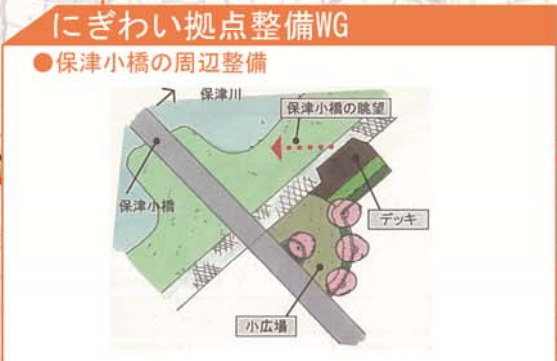 にぎわい拠点整備WG
●保津小橋の周辺整備
保津川
保津小橋の眺望
保津小橋
デッキ
小広場